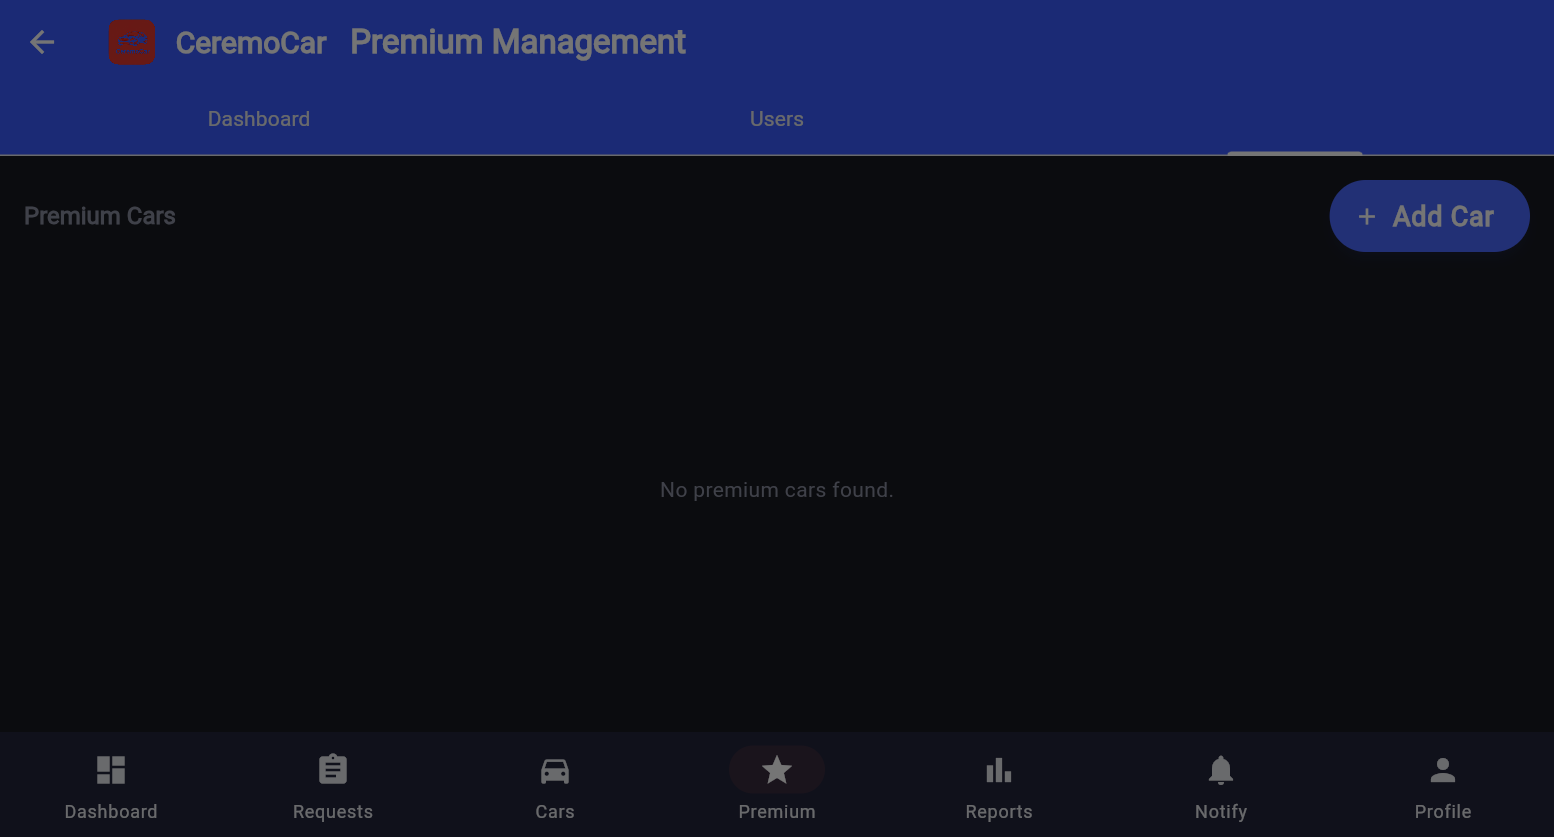 CeremoCar Premium Management
Dashboard Users
Premium Cars
+ Add Car
No premium cars found.
Dashboard Requests Cars Premium Reports Notify Profile